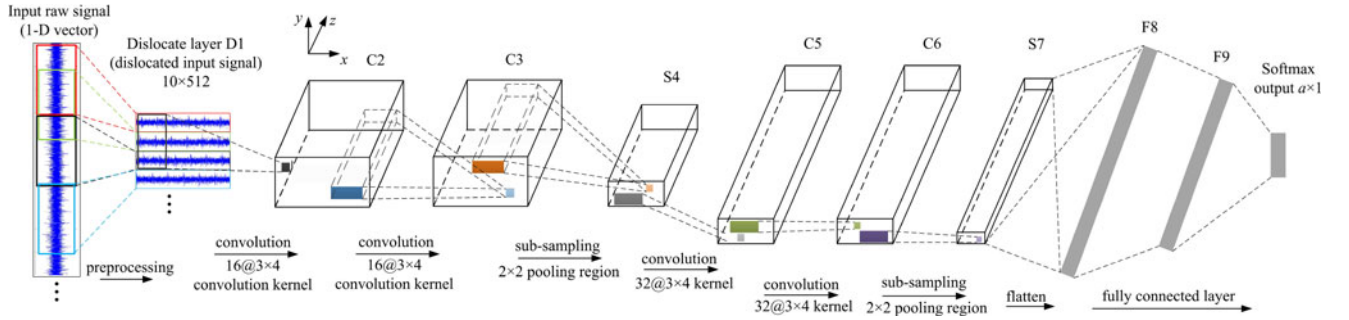 Input raw signal
(1-D vector)
Dislocate layer D1
(dislocated input signal)
10×512
y
z
x
C2
C3
S4
C5
C6
S7
F8
F9
Softmax
output a×1
preprocessing
convolution
16@3×4
convolution kernel
convolution
16@3×4
convolution kernel
sub-sampling
2×2 pooling region
convolution
32@3×4 kernel
convolution
32@3×4 kernel
sub-sampling
2×2 pooling region
flatten
fully connected layer